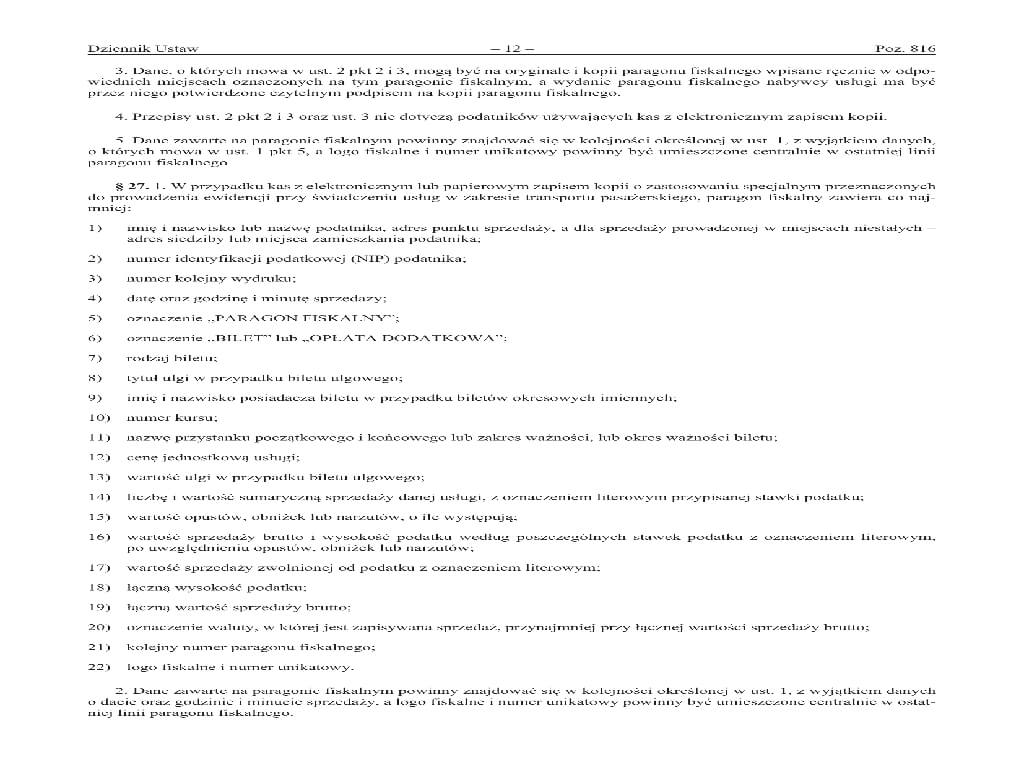 Dziennik Ustaw – 12 – Poz. 816
3. Dane, o których mowa w ust. 2 pkt 2 i 3, mogą być na oryginale i kopii paragonu fiskalnego wpisane ręcznie w odpo-
wiednich miejscach oznaczonych na tym paragonie fiskalnym, a wydanie paragonu fiskalnego nabywcy usługi ma być
przez niego potwierdzone czytelnym podpisem na kopii paragonu fiskalnego.
4. Przepisy ust. 2 pkt 2 i 3 oraz ust. 3 nie dotyczą podatników używających kas z elektronicznym zapisem kopii.
5. Dane zawarte na paragonie fiskalnym powinny znajdować się w kolejności określonej w ust. 1, z wyjątkiem danych,
o których mowa w ust. 1 pkt 5, a logo fiskalne i numer unikatowy powinny być umieszczone centralnie w ostatniej linii
paragonu fiskalnego.
§ 27. 1. W przypadku kas z elektronicznym lub papierowym zapisem kopii o zastosowaniu specjalnym przeznaczonych
do prowadzenia ewidencji przy świadczeniu usług w zakresie transportu pasażerskiego, paragon fiskalny zawiera co naj-
mniej:
1) imię i nazwisko lub nazwę podatnika, adres punktu sprzedaży, a dla sprzedaży prowadzonej w miejscach niestałych –
adres siedziby lub miejsca zamieszkania podatnika;
2) numer identyfikacji podatkowej (NIP) podatnika;
3) numer kolejny wydruku;
4) datę oraz godzinę i minutę sprzedaży;
5) oznaczenie „PARAGON FISKALNY”;
6) oznaczenie „BILET” lub „OPŁATA DODATKOWA”;
7) rodzaj biletu;
8) tytuł ulgi w przypadku biletu ulgowego;
9) imię i nazwisko posiadacza biletu w przypadku biletów okresowych imiennych;
10) numer kursu;
11) nazwę przystanku początkowego i końcowego lub zakres ważności, lub okres ważności biletu;
12) cenę jednostkową usługi;
13) wartość ulgi w przypadku biletu ulgowego;
14) liczbę i wartość sumaryczną sprzedaży danej usługi, z oznaczeniem literowym przypisanej stawki podatku;
15) wartość opustów, obniżek lub narzutów, o ile występują;
16) wartość sprzedaży brutto i wysokość podatku według poszczególnych stawek podatku z oznaczeniem literowym,
po uwzględnieniu opustów, obniżek lub narzutów;
17) wartość sprzedaży zwolnionej od podatku z oznaczeniem literowym;
18) łączną wysokość podatku;
19) łączną wartość sprzedaży brutto;
20) oznaczenie waluty, w której jest zapisywana sprzedaż, przynajmniej przy łącznej wartości sprzedaży brutto;
21) kolejny numer paragonu fiskalnego;
22) logo fiskalne i numer unikatowy.
2. Dane zawarte na paragonie fiskalnym powinny znajdować się w kolejności określonej w ust. 1, z wyjątkiem danych
o dacie oraz godzinie i minucie sprzedaży, a logo fiskalne i numer unikatowy powinny być umieszczone centralnie w ostat-
niej linii paragonu fiskalnego.